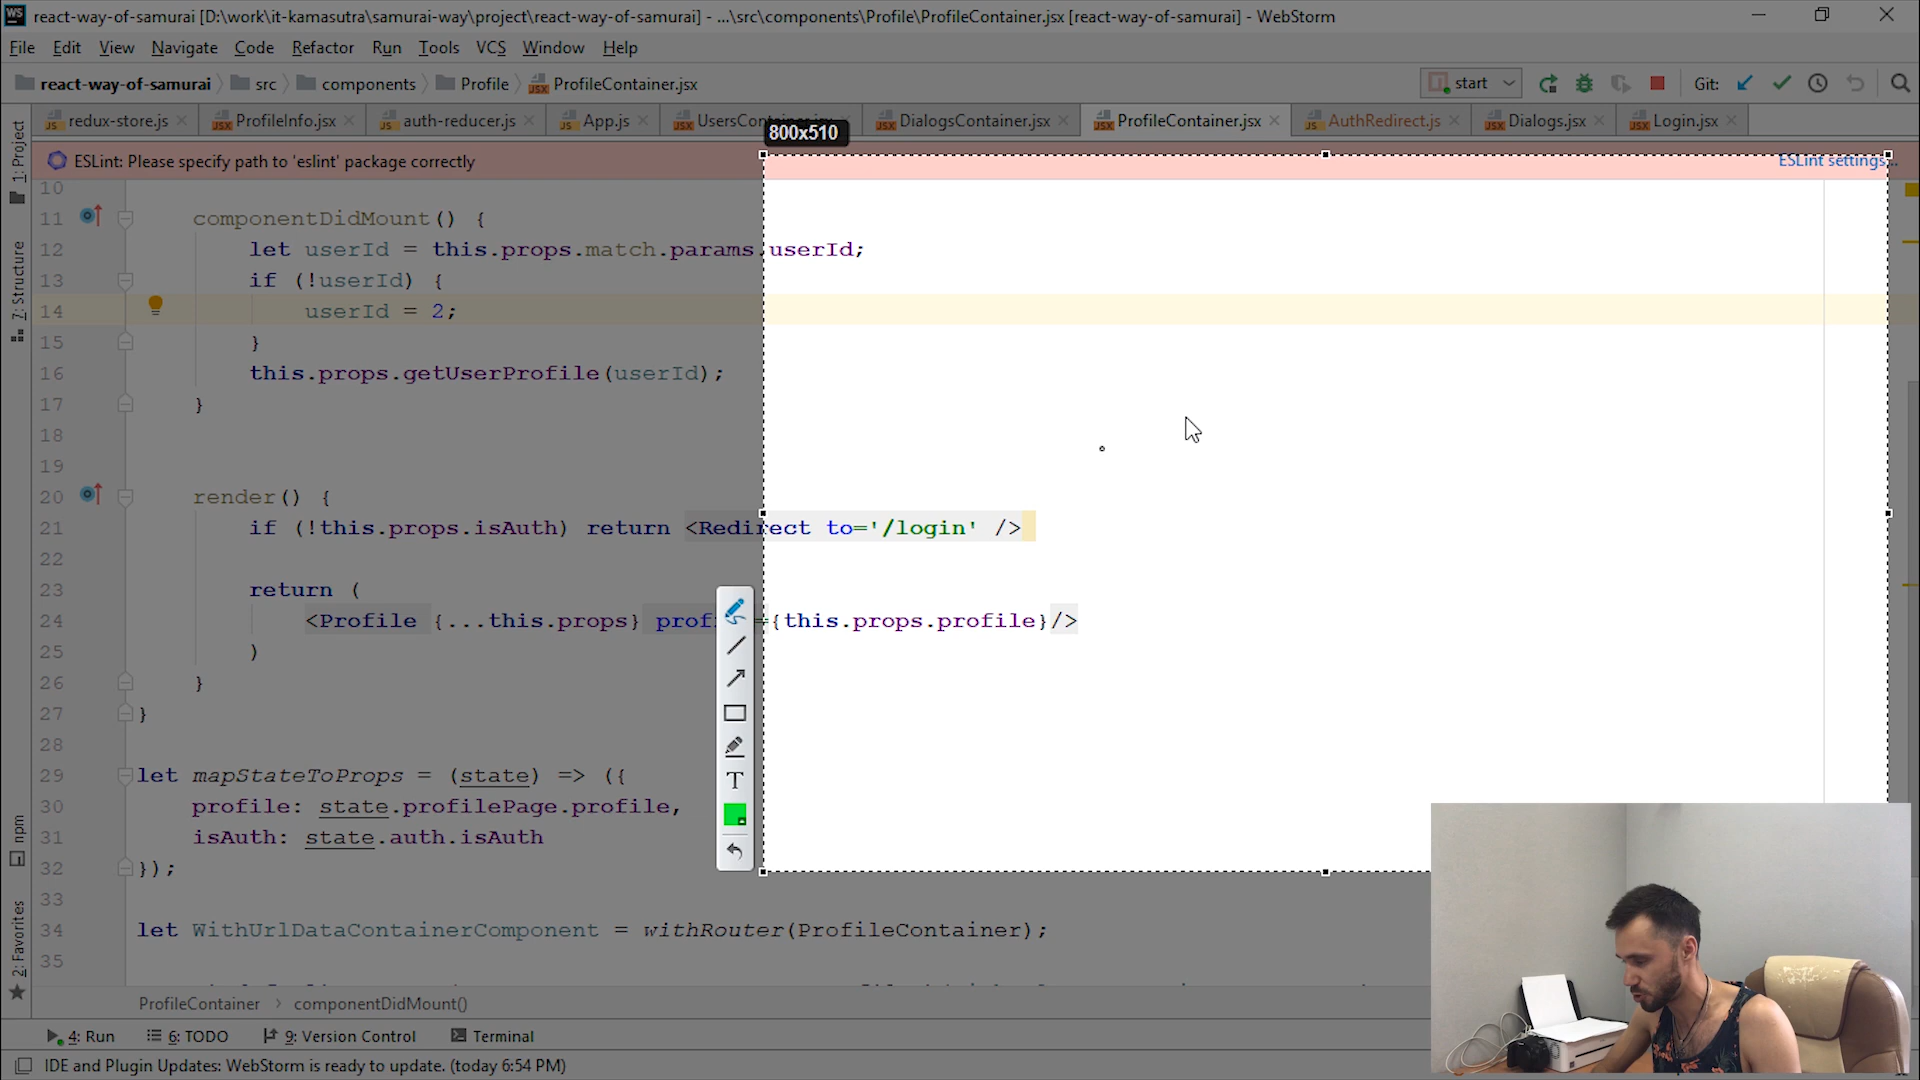 WS react-way-of-samurai [D:\work\it-kamasutra\samurai-way\project\react-way-of-samurai] - ...\src\components\Profile\ProfileContainer.jsx [react-way-of-samurai] - WebStorm
File Edit View Navigate Code Refactor Run Tools VCS Window Help
react-way-of-samurai src components Profile ProfileContainer.jsx start Git:
redux-store.js ProfileInfo.jsx auth-reducer.js App.js DialogsContainer.jsx ProfileContainer.jsx AuthRedirect.js Dialogs.jsx Login.jsx
800x510
ESLint: Please specify path to 'eslint' package correctly ESLint settings...
1: Project
7: Structure
npm
2: Favorites
10
11 componentDidMount() {
12 let userId = this.props.match.params.userId;
13 if (!userId) {
14 userId = 2;
15 }
16 this.props.getUserProfile(userId);
17 }
18
19
20 render() {
21 if (!this.props.isAuth) return <Redirect to='/login' />
22
23 return (
24 <Profile {...this.props} prof ={this.props.profile}/>
25 )
26 }
27 }
28
29 let mapStateToProps = (state) => ({
30 profile: state.profilePage.profile,
31 isAuth: state.auth.isAuth
32 });
33
34 let WithUrlDataContainerComponent = withRouter(ProfileContainer);
35
T
ProfileContainer > componentDidMount()
4: Run 6: TODO 9: Version Control Terminal
IDE and Plugin Updates: WebStorm is ready to update. (today 6:54 PM)